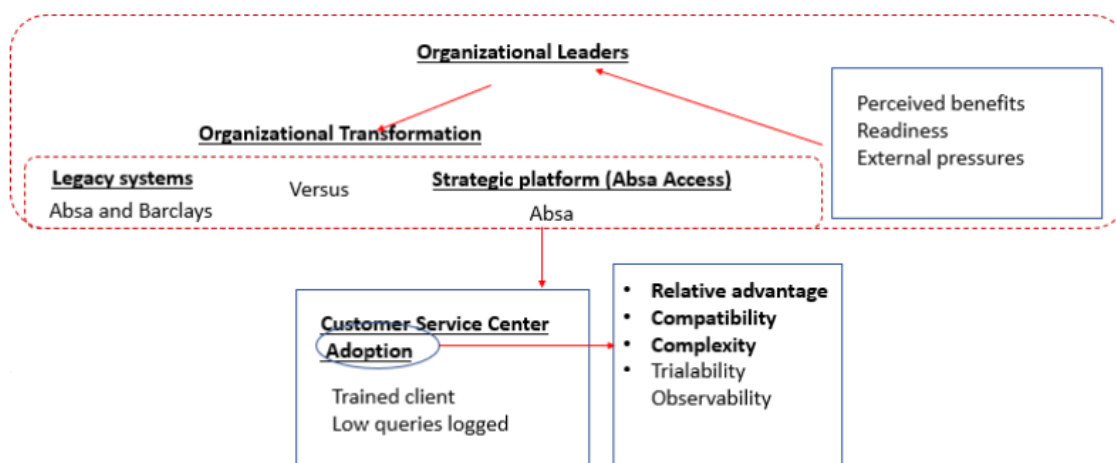 Organizational Leaders
Perceived benefits
Readiness
External pressures
Organizational Transformation
Legacy systems
Versus
Strategic platform (Absa Access)
Absa and Barclays
Absa
Customer Service Center
Adoption
Trained client
Low queries logged
• Relative advantage
• Compatibility
• Complexity
• Trialability
Observability